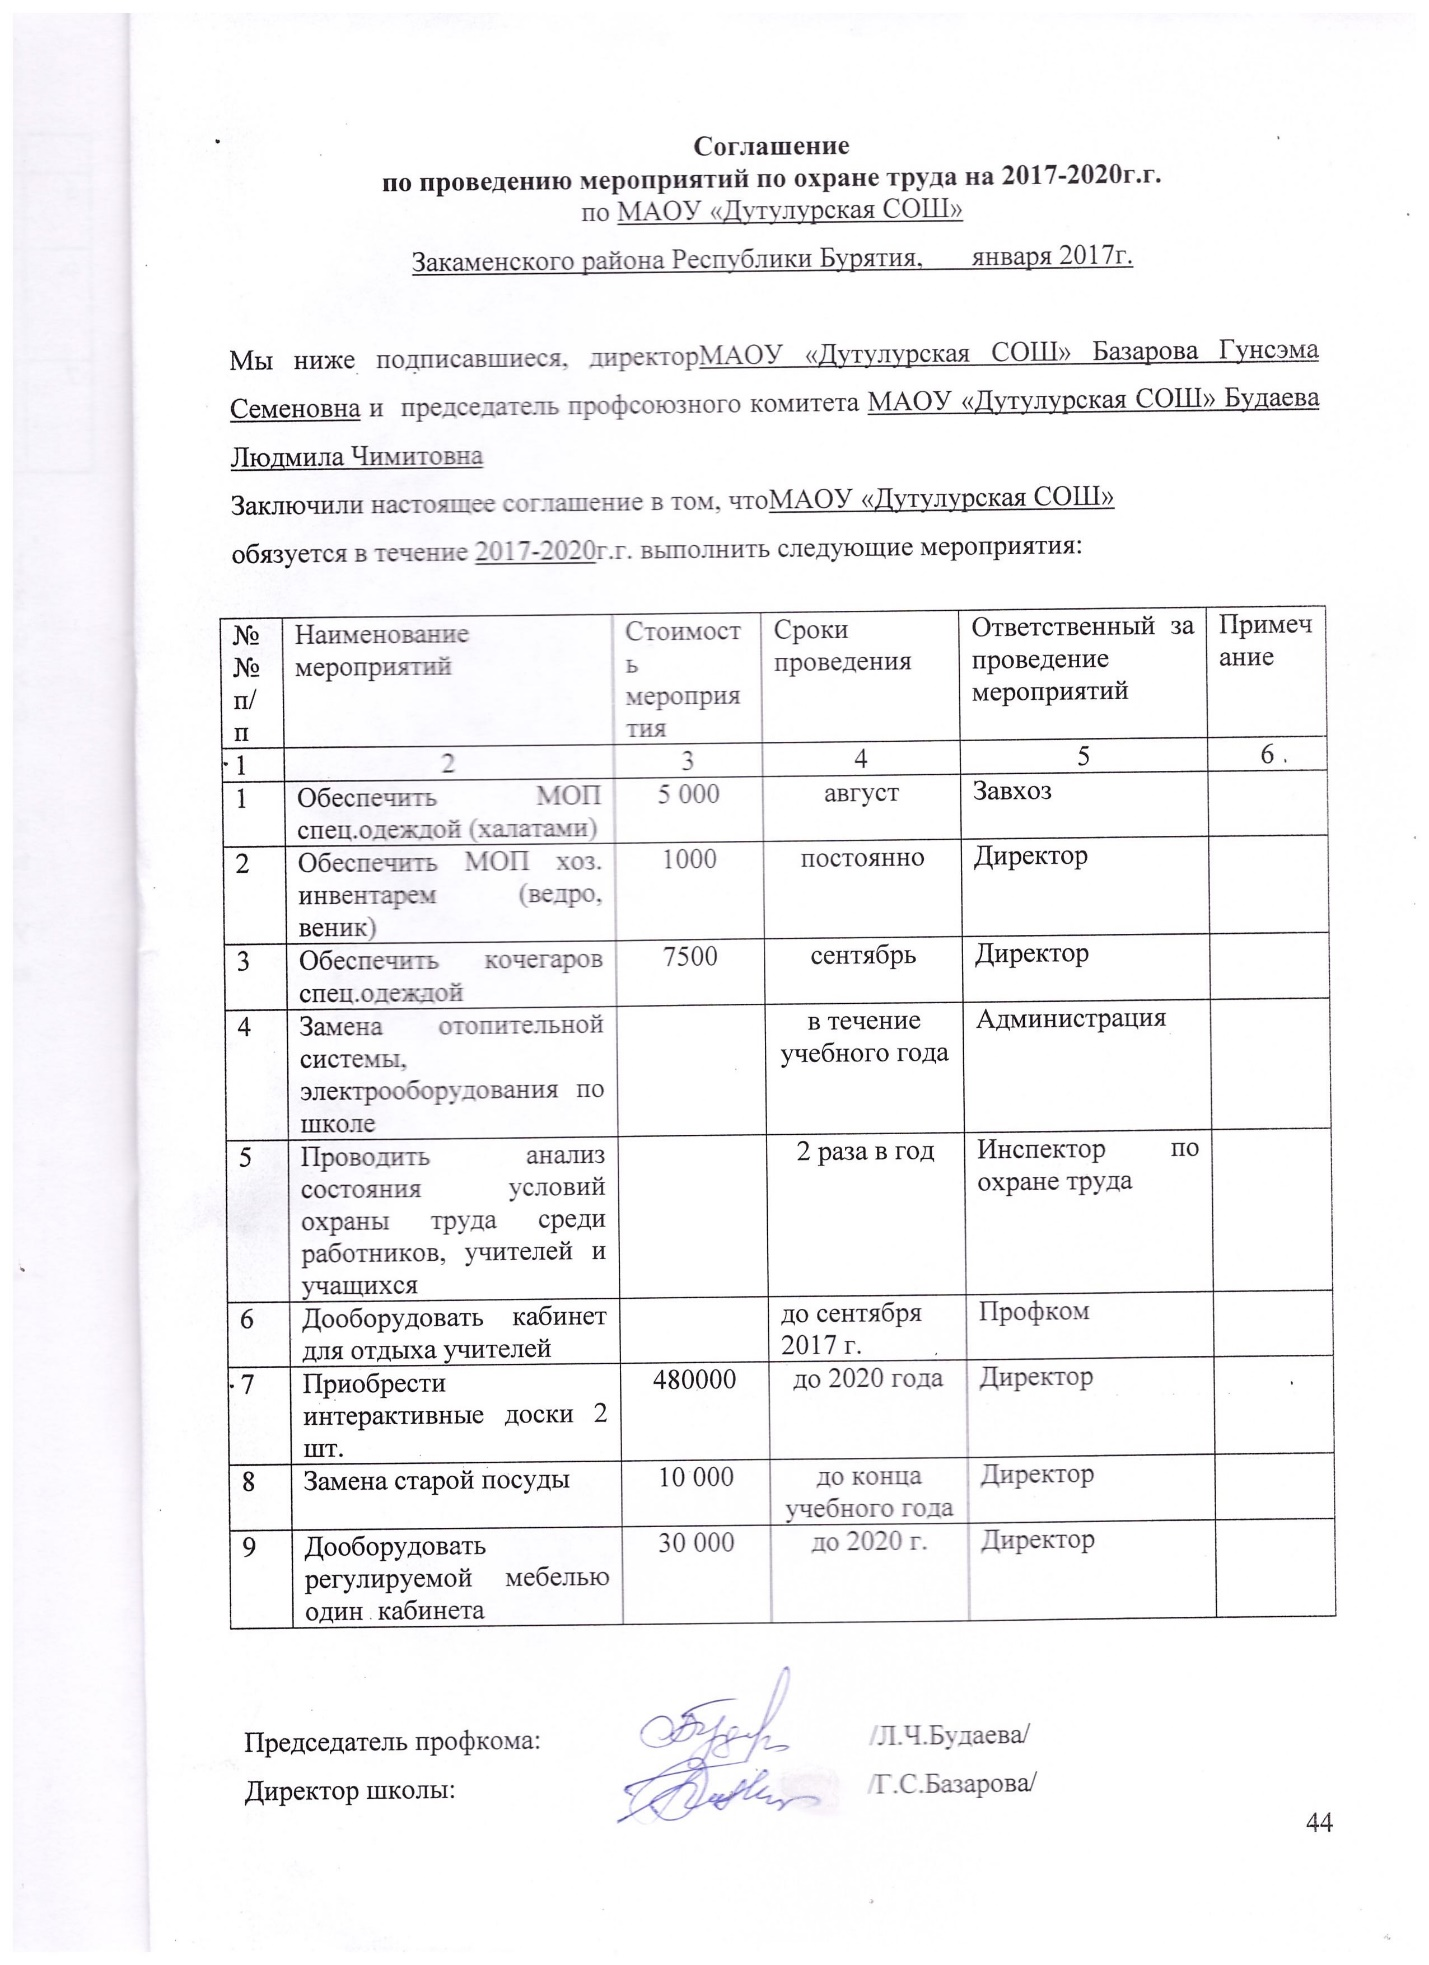 Соглашение
по проведению мероприятий по охране труда на 2017-2020г.г.
по МАОУ «Дутулурская СОШ»
Закаменского района Республики Бурятия,       января 2017г.
Мы ниже подписавшиеся, директорМАОУ «Дутулурская СОШ» Базарова Гунсэма
Семеновна и председатель профсоюзного комитета МАОУ «Дутулурская СОШ» Будаева
Людмила Чимитовна
Заключили настоящее соглашение в том, чтоМАОУ «Дутулурская СОШ»
обязуется в течение 2017-2020г.г. выполнить следующие мероприятия:
№
№
п/
п
Наименование
мероприятий
Стоимост
ь
мероприя
тия
Сроки
проведения
Ответственный за
проведение
мероприятий
Примеч
ание
1 2 3 4 5 6
1 Обеспечить МОП 5 000 август Завхоз
спец.одеждой (халатами)
2 Обеспечить МОП хоз. 1000 постоянно Директор
инвентарем (ведро,
веник)
3 Обеспечить кочегаров 7500 сентябрь Директор
спец.одеждой
4 Замена отопительной в течение Администрация
системы, учебного года
электрооборудования по
школе
5 Проводить анализ 2 раза в год Инспектор по
состояния условий охране труда
охраны труда среди
работников, учителей и
учащихся
6 Дооборудовать кабинет до сентября Профком
для отдыха учителей 2017 г.
7 Приобрести 480000 до 2020 года Директор
интерактивные доски 2
шт.
8 Замена старой посуды 10 000 до конца Директор
учебного года
9 Дооборудовать 30 000 до 2020 г. Директор
регулируемой мебелью
один кабинета
Председатель профкома: /Л.Ч.Будаева/
Директор школы: /Г.С.Базарова/
44